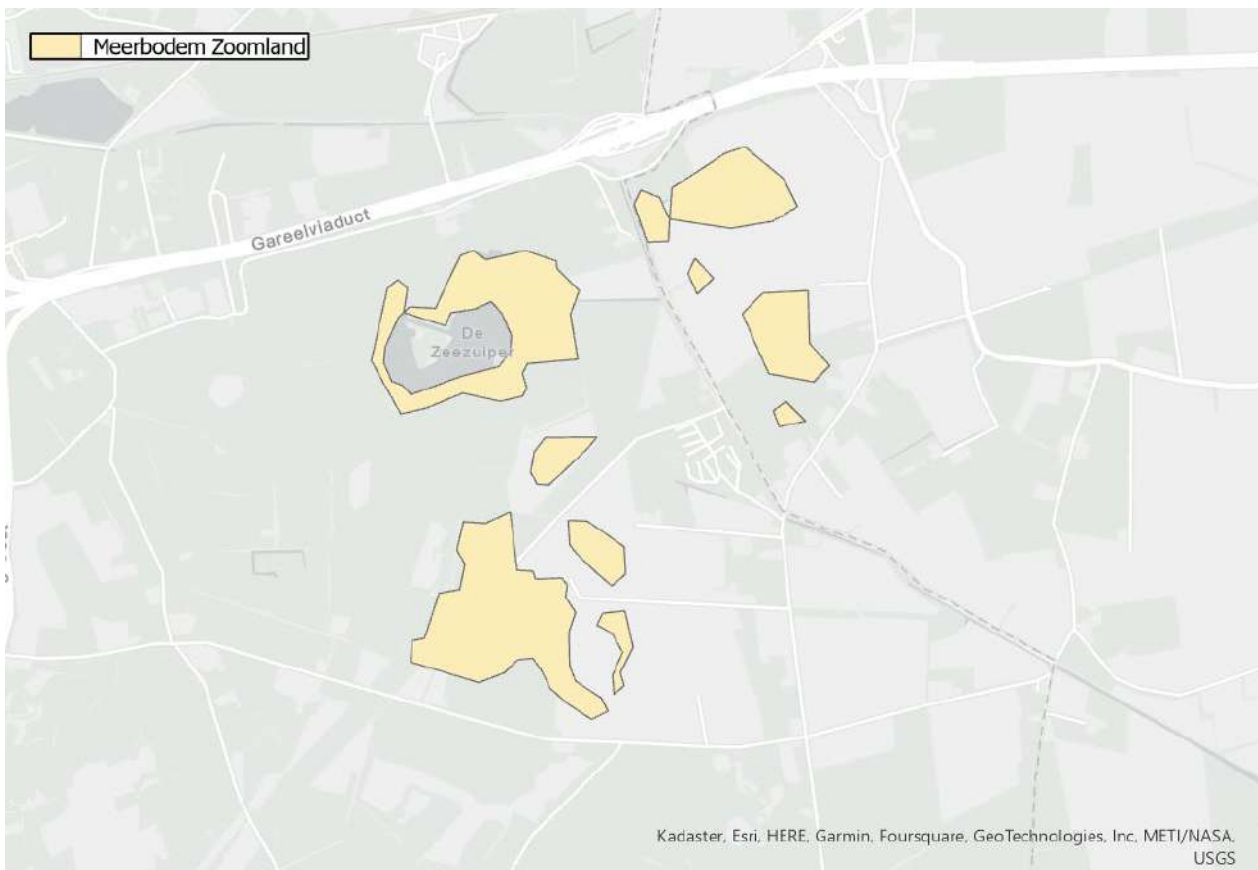 Meerbodem Zoomland
Gareelviaduct
De
Zeezuiper
Kadaster, Esri, HERE, Garmin, Foursquare, GeoTechnologies, Inc, METI/NASA,
USGS